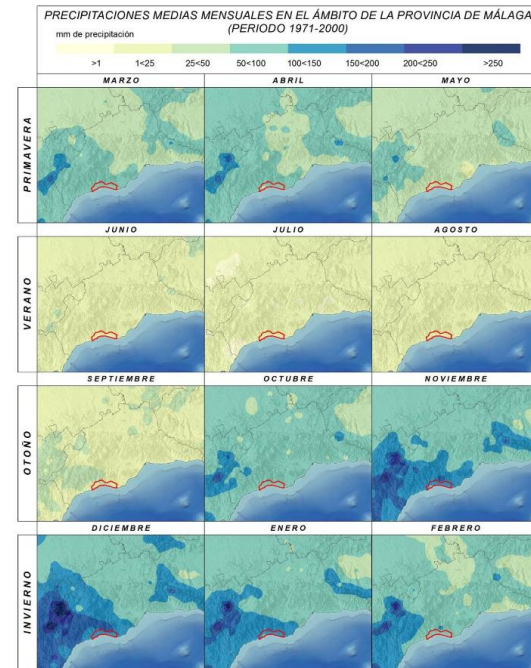 PRECIPITACIONES MEDIAS MENSUALES EN EL ÁMBITO DE LA PROVINCIA DE MÁLAGA
(PERIODO 1971-2000)
mm de precipitación
>1 1<25 25<50 50<100 100<150 150<200 200<250 >250
MARZO ABRIL MAYO
PRIMAVERA
JUNIO JULIO AGOSTO
VERANO
SEPTIEMBRE OCTUBRE NOVIEMBRE
OTOÑO
DICIEMBRE ENERO FEBRERO
INVIERNO